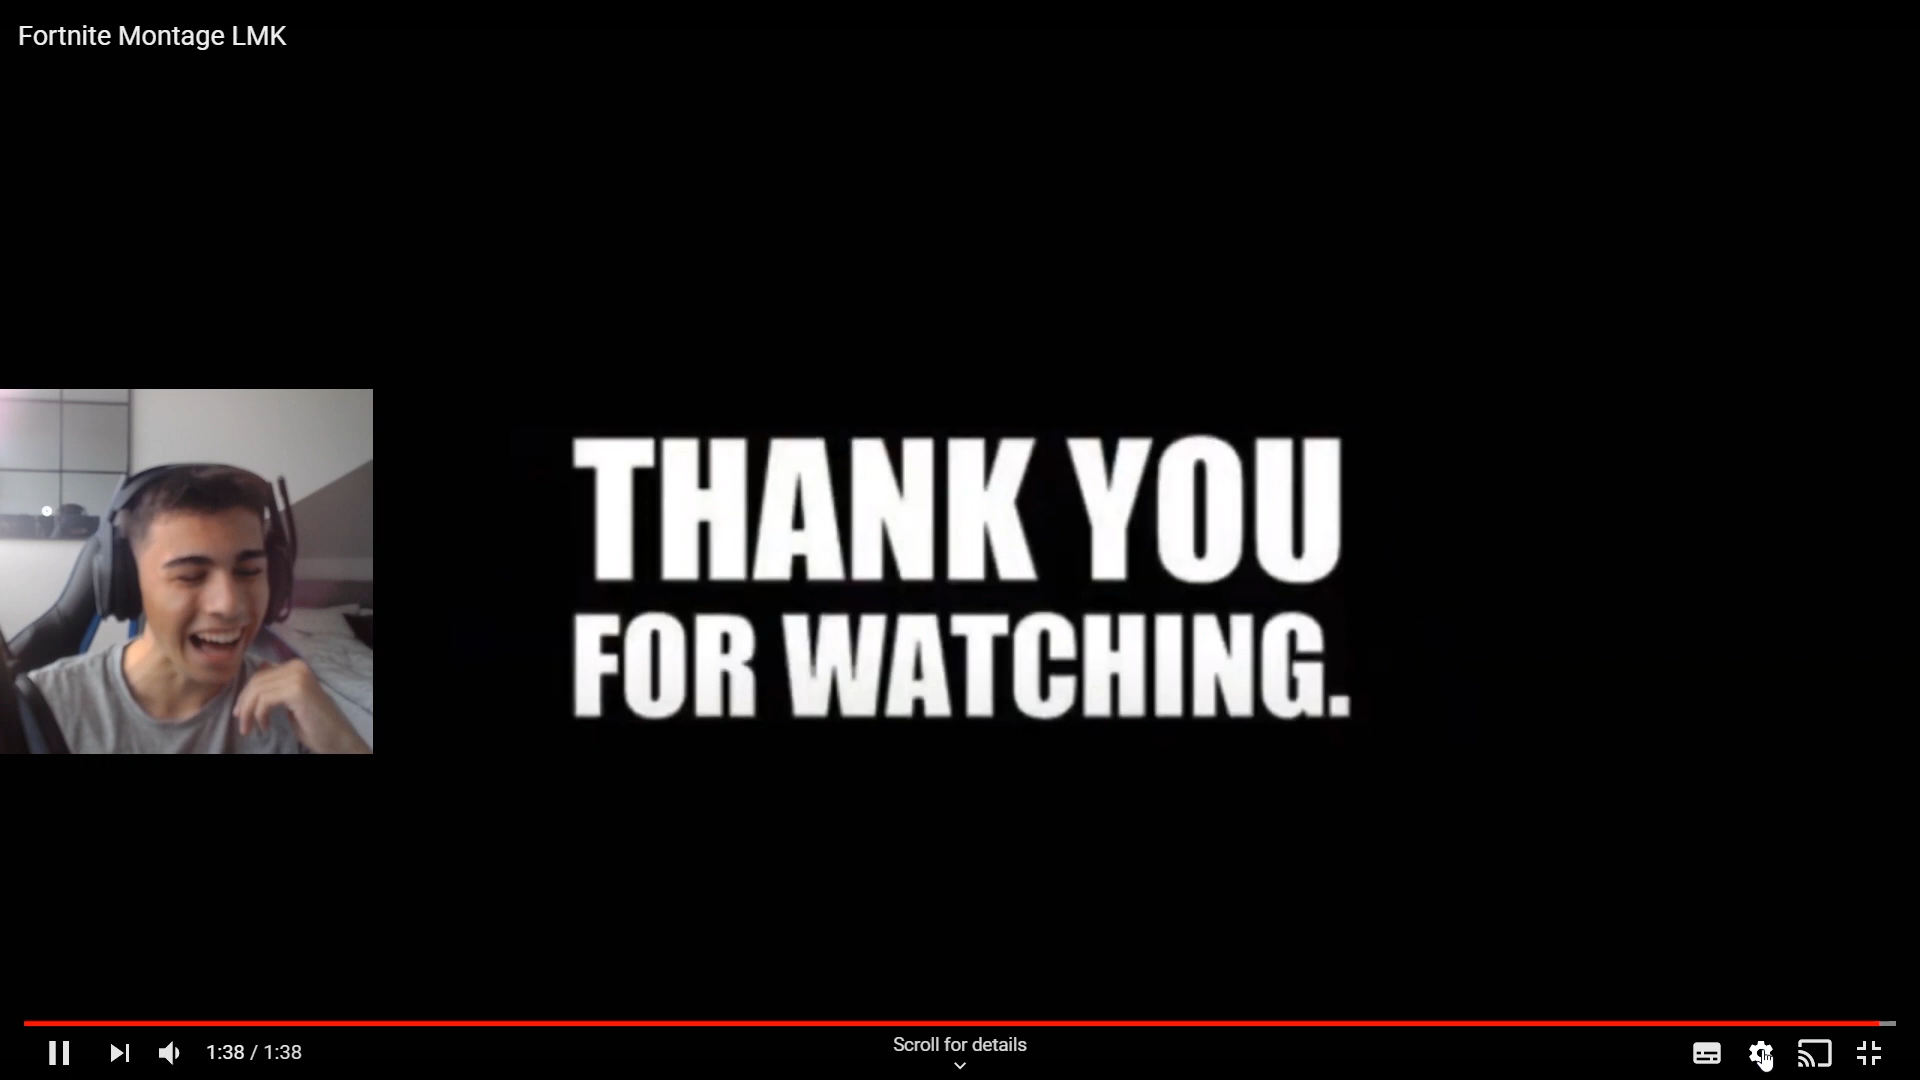 Fortnite Montage LMK
THANK YOU
FOR WATCHING.
Scroll for details
1:38 / 1:38